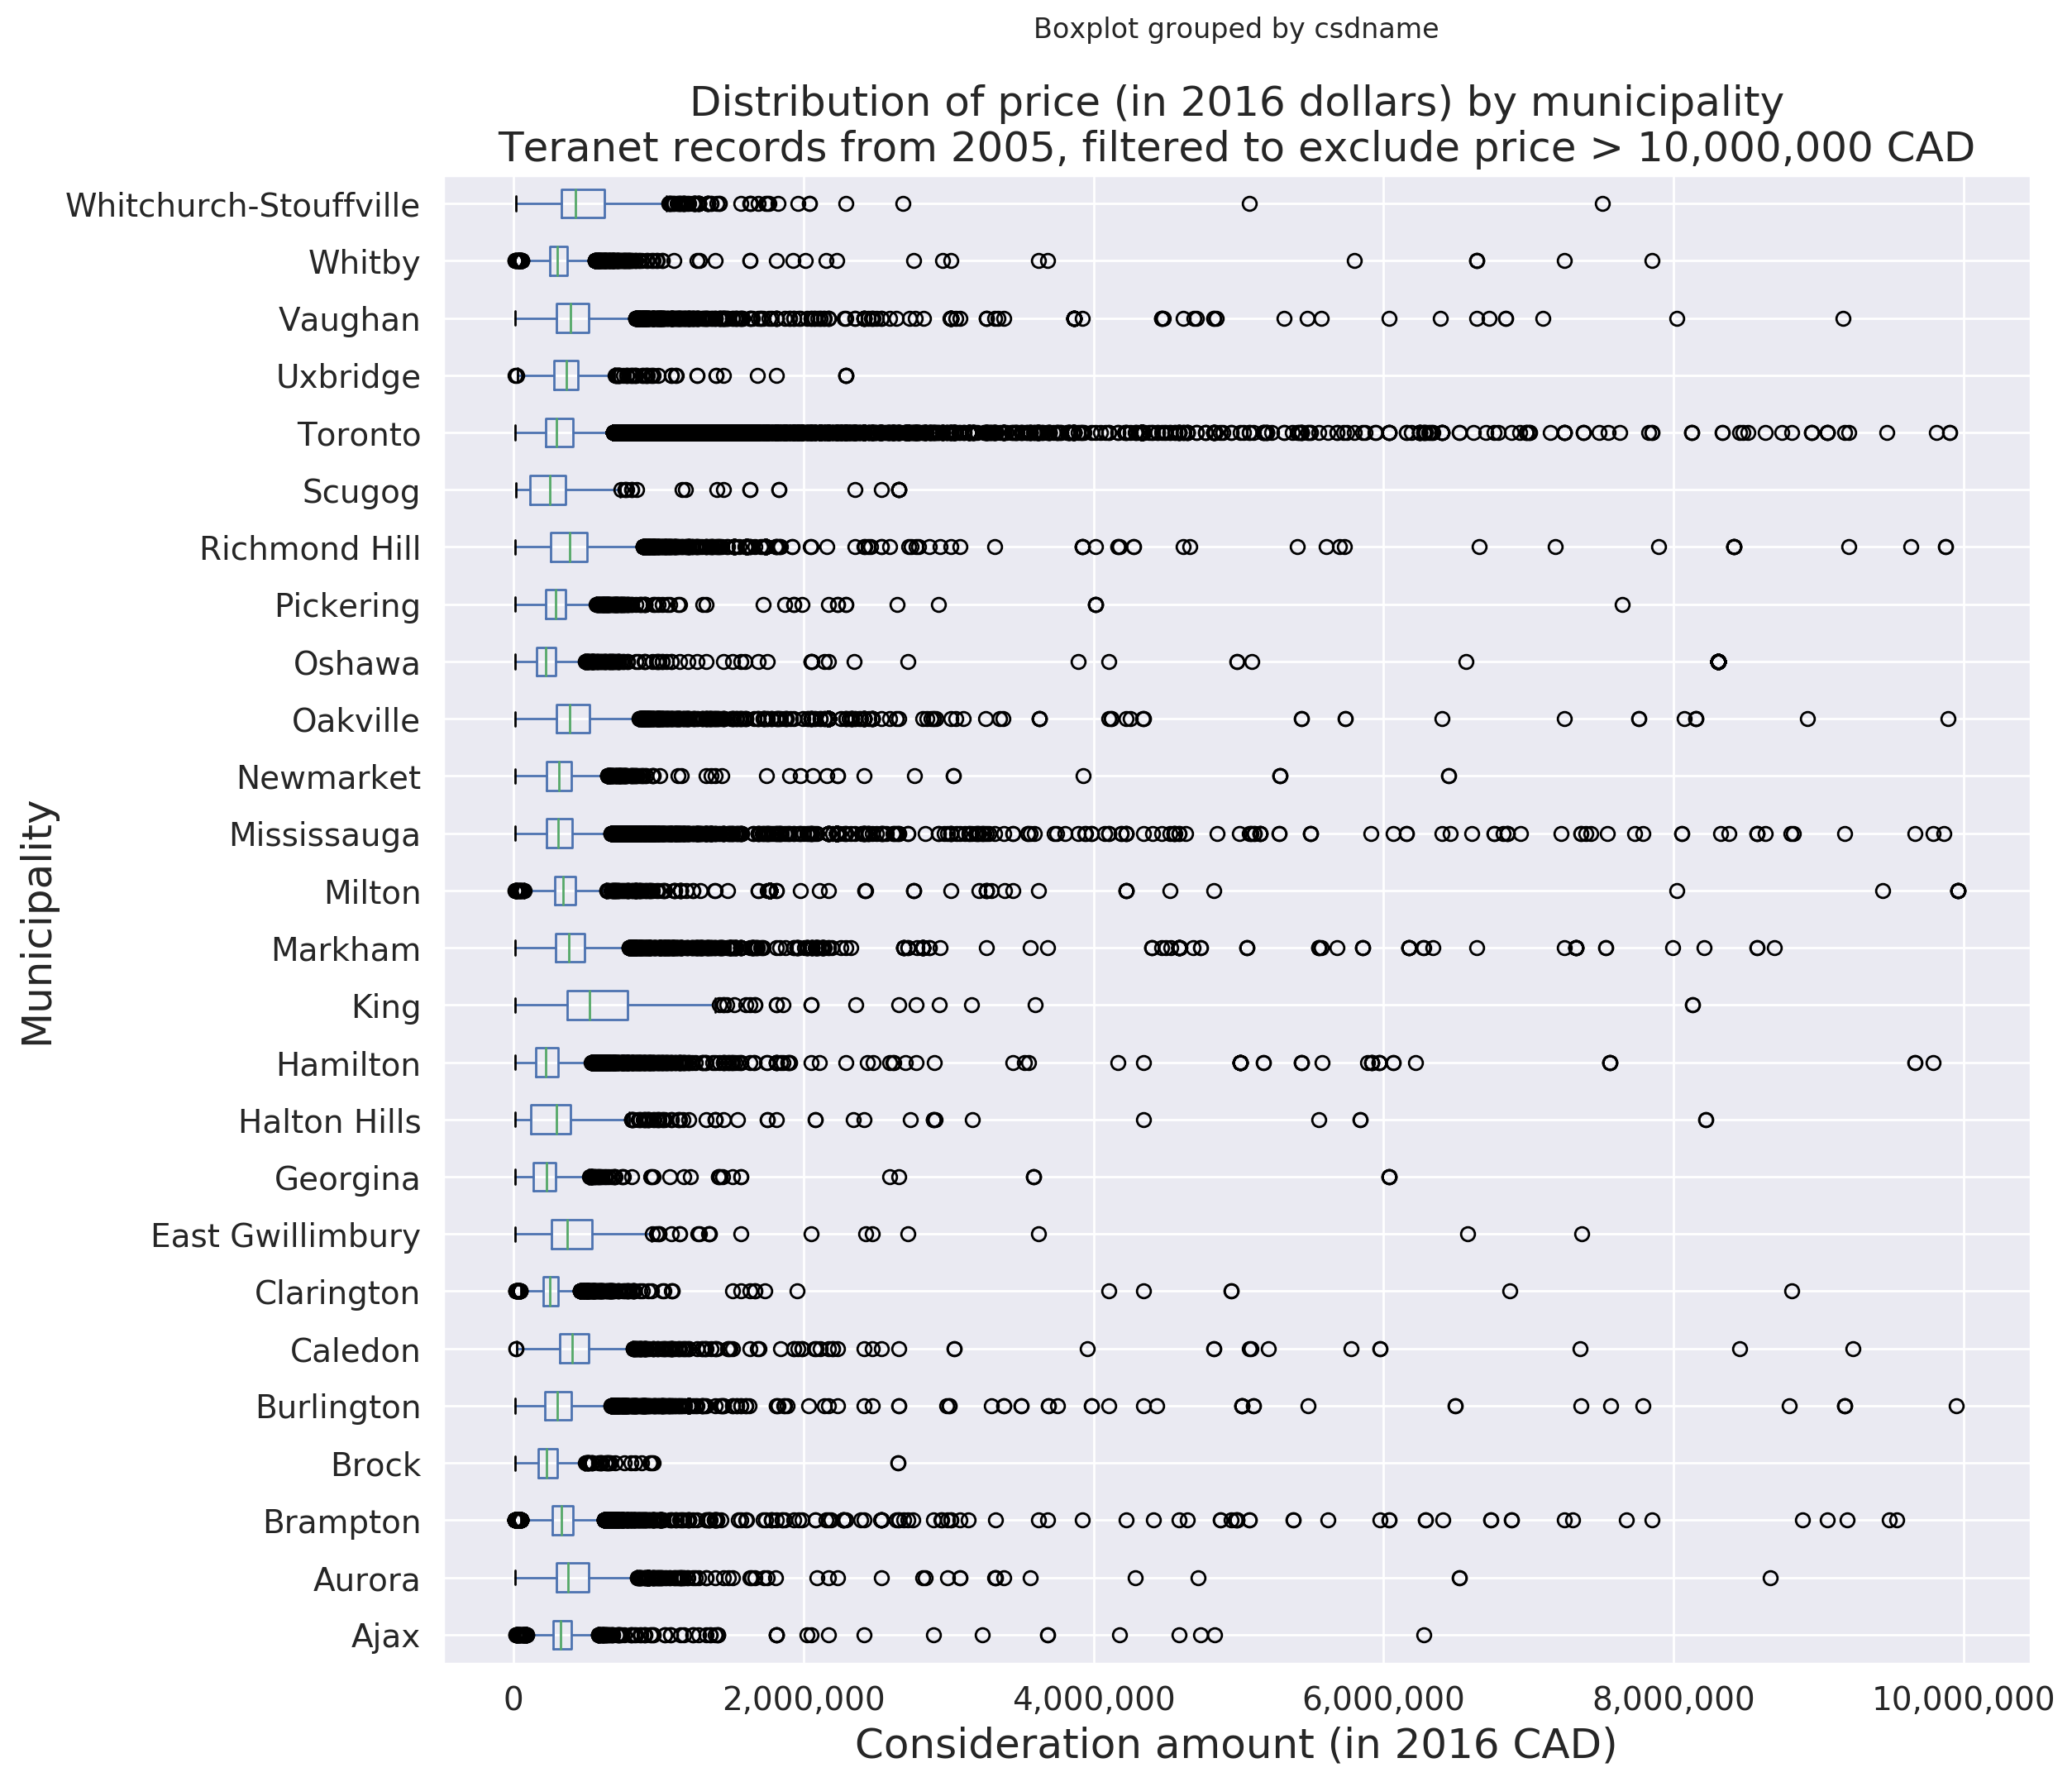 Boxplot grouped by csdname
Distribution of price (in 2016 dollars) by municipality
Teranet records from 2005, filtered to exclude price > 10,000,000 CAD
Municipality
Whitchurch-Stouffville
Whitby
Vaughan
Uxbridge
Toronto
Scugog
Richmond Hill
Pickering
Oshawa
Oakville
Newmarket
Mississauga
Milton
Markham
King
Hamilton
Halton Hills
Georgina
East Gwillimbury
Clarington
Caledon
Burlington
Brock
Brampton
Aurora
Ajax
0 2,000,000 4,000,000 6,000,000 8,000,000 10,000,000
Consideration amount (in 2016 CAD)